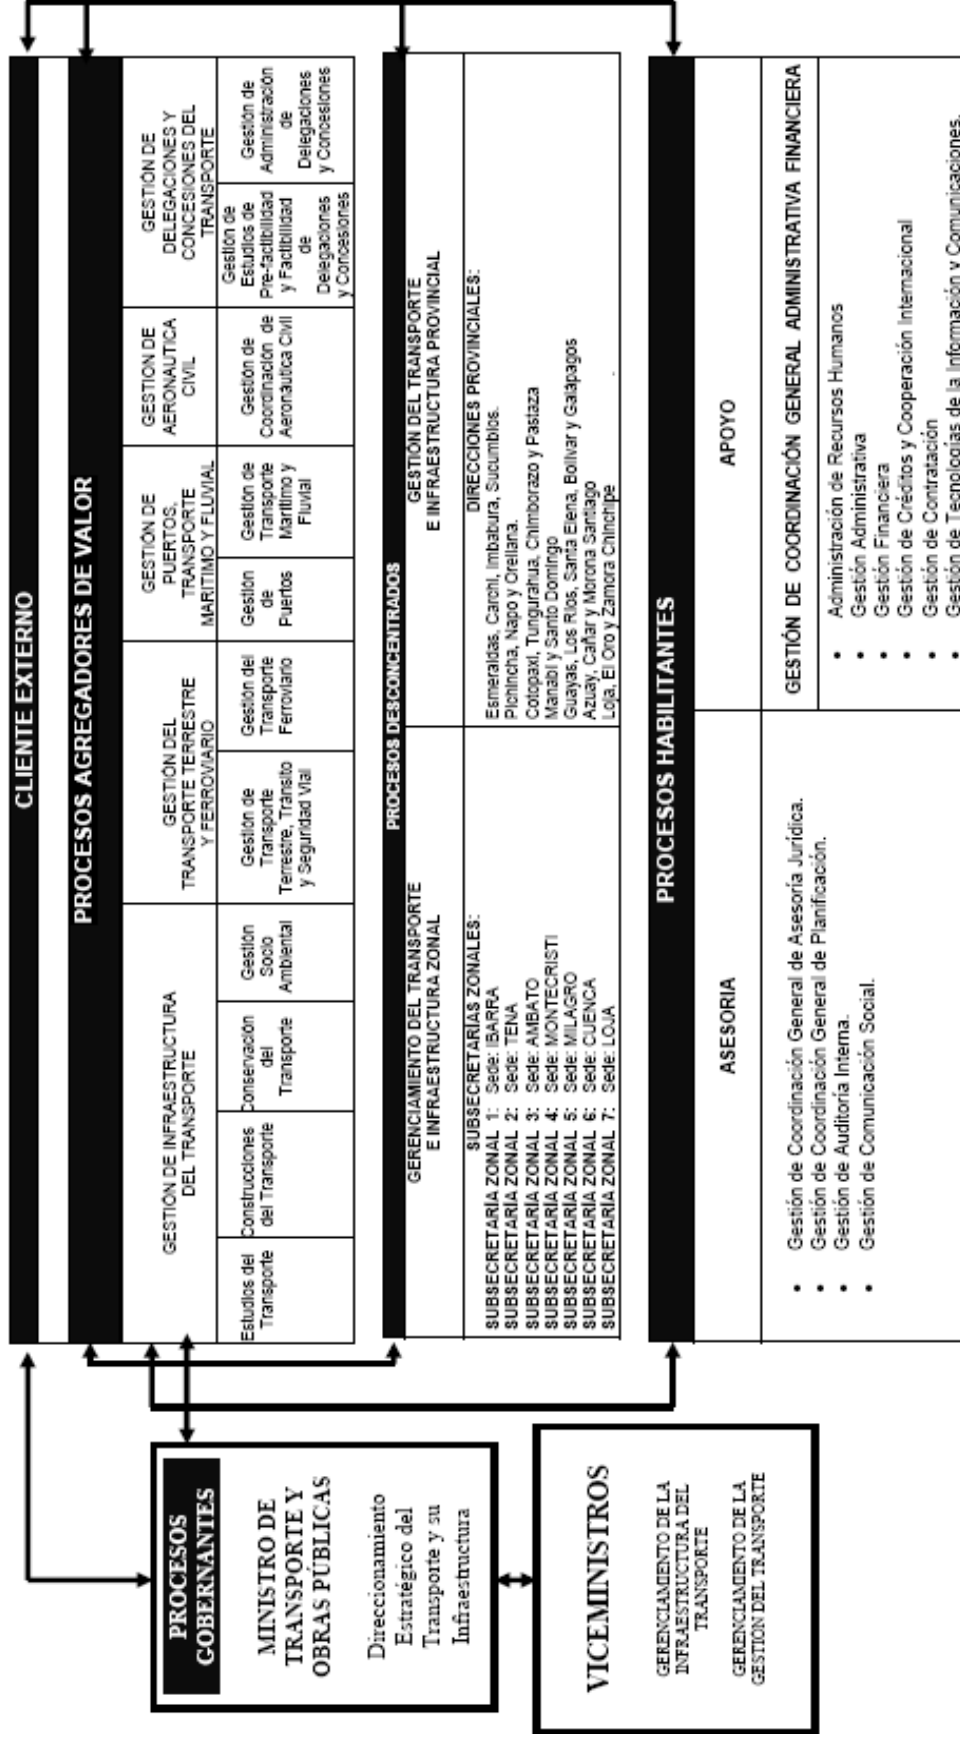 CLIENTE EXTERNO
PROCESOS AGREGADORES DE VALOR
GESTIÓN DE INFRAESTRUCTURA
DEL TRANSPORTE
GESTIÓN DEL
TRANSPORTE TERRESTRE
Y FERROVIARIO
GESTIÓN DE
PUERTOS,
TRANSPORTE
MARÍTIMO Y FLUVIAL
GESTIÓN DE
AERONAUTICA
CIVIL
GESTIÓN DE
DELEGACIONES Y
CONCESIONES DEL
TRANSPORTE
Estudios del
Transporte
Construcciones
del Transporte
Conservación
del
Transporte
Gestión
Socio
Ambiental
Gestión de
Transporte
Terrestre, Tránsito
y Seguridad Vial
Gestión del
Transporte
Ferroviario
Gestión
de
Puertos
Gestión de
Transporte
Marítimo y
Fluvial
Gestión de
Coordinación de
Aeronautica Civil
Gestión de
Estudios de
Pre-factibilidad
y Factibilidad
de
Delegaciones
y Concesiones
Gestión de
Administración
de
Delegaciones
y Concesiones
PROCESOS DESCONCENTRADOS
GERENCIAMIENTO DEL TRANSPORTE
E INFRAESTRUCTURA ZONAL
GESTIÓN DEL TRANSPORTE
E INFRAESTRUCTURA PROVINCIAL
SUBSECRETARÍAS ZONALES:
SUBSECRETARÍA ZONAL 1: Sede: IBARRA
SUBSECRETARÍA ZONAL 2: Sede: TENA
SUBSECRETARÍA ZONAL 3: Sede: AMBATO
SUBSECRETARÍA ZONAL 4: Sede: MONTECRISTI
SUBSECRETARÍA ZONAL 5: Sede: MILAGRO
SUBSECRETARÍA ZONAL 6: Sede: CUENCA
SUBSECRETARÍA ZONAL 7: Sede: LOJA
DIRECCIONES PROVINCIALES:
Esmeraldas, Carchi, Imbabura, Sucumbíos.
Pichincha, Napo y Orellana.
Cotopaxi, Tungurahua, Chimborazo y Pastaza
Manabí y Santo Domingo
Guayas, Los Ríos, Santa Elena, Bolívar y Galápagos
Azuay, Cañar y Morona Santiago
Loja, El Oro y Zamora Chinchipe
PROCESOS HABILITANTES
ASESORIA
APOYO
• Gestión de Coordinación General de Asesoría Jurídica.
• Gestión de Coordinación General de Planificación.
• Gestión de Auditoría Interna.
• Gestión de Comunicación Social.
GESTIÓN DE COORDINACIÓN GENERAL ADMINISTRATIVA FINANCIERA
• Administración de Recursos Humanos
• Gestión Administrativa
• Gestión Financiera
• Gestión de Créditos y Cooperación Internacional
• Gestión de Contratación
• Gestión de Tecnologías de la Información y Comunicaciones.
PROCESOS
GOBERNANTES
MINISTRO DE
TRANSPORTE Y
OBRAS PÚBLICAS
Direccionamiento
Estratégico del
Transporte y su
Infraestructura
VICEMINISTROS
GERENCIAMIENTO DE LA
INFRAESTRUCTURA DEL
TRANSPORTE
GERENCIAMIENTO DE LA
GESTIÓN DEL TRANSPORTE